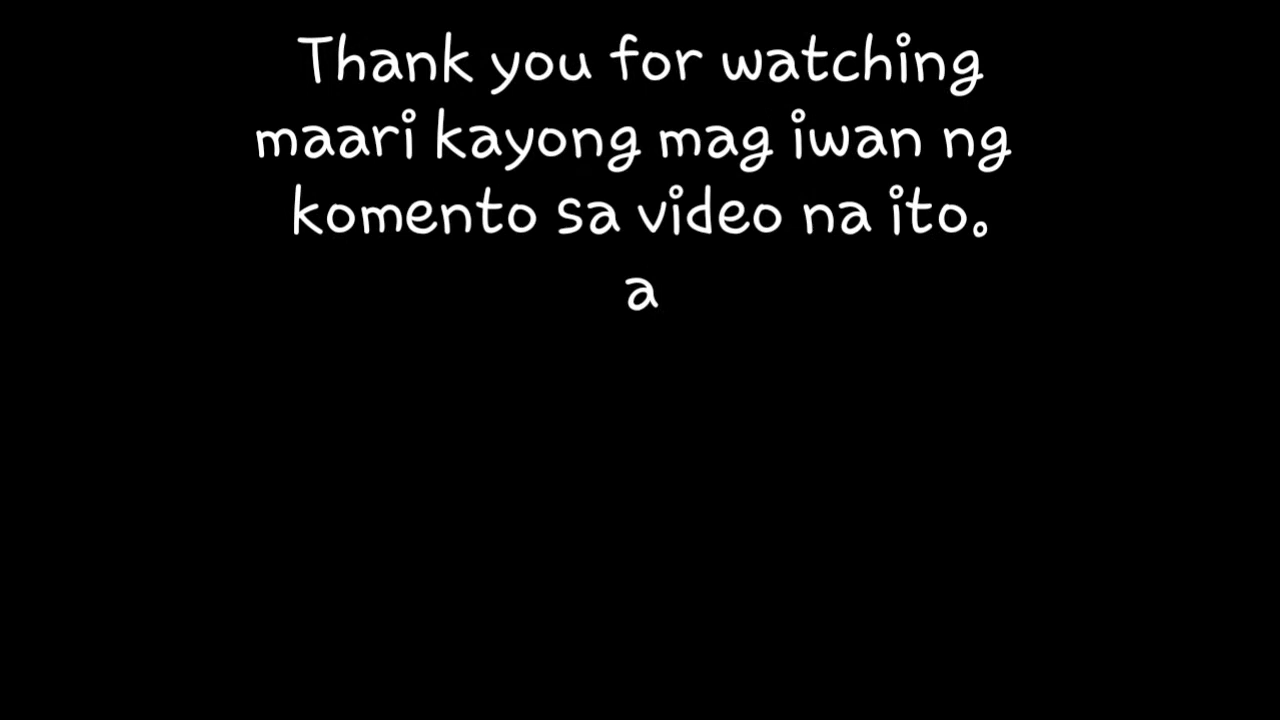 Thank you for watching
maari kayong mag iwan ng
komento sa video na ito.
a